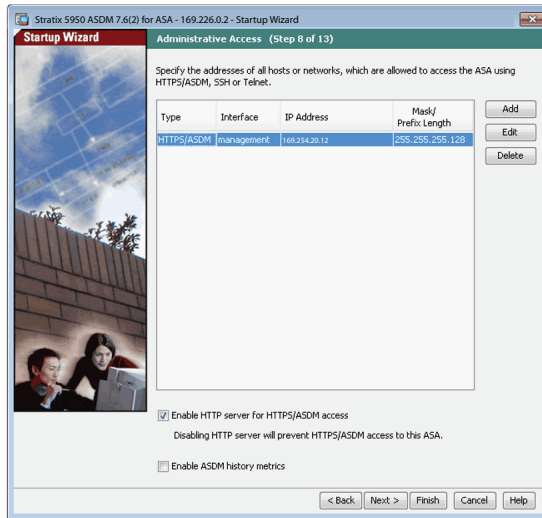 Stratix 5950 ASDM 7.6(2) for ASA - 169.226.0.2 - Startup Wizard
Startup Wizard
Administrative Access (Step 8 of 13)
Specify the addresses of all hosts or networks, which are allowed to access the ASA using
HTTPS/ASDM, SSH or Telnet.
Type Interface IP Address Mask/
Prefix Length
HTTPS/ASDM management 169.254.20.12 255.255.255.128
Add
Edit
Delete
Enable HTTP server for HTTPS/ASDM access
Disabling HTTP server will prevent HTTPS/ASDM access to this ASA.
Enable ASDM history metrics
< Back Next > Finish Cancel Help